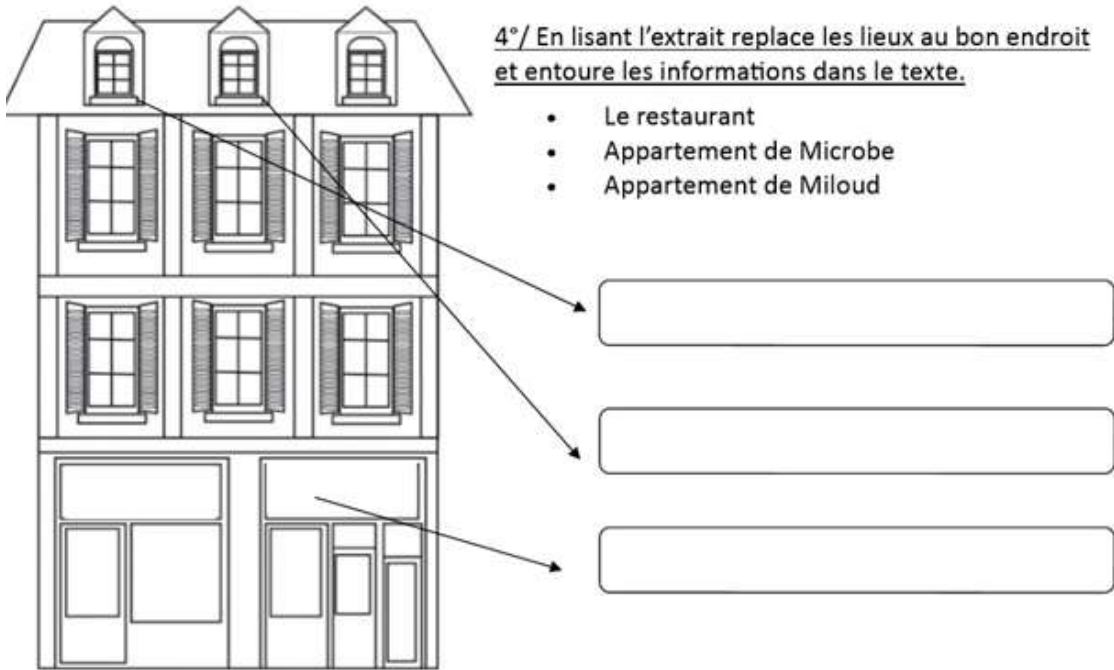 4°/ En lisant l’extrait replace les lieux au bon endroit
et entoure les informations dans le texte.
• Le restaurant
• Appartement de Microbe
• Appartement de Miloud